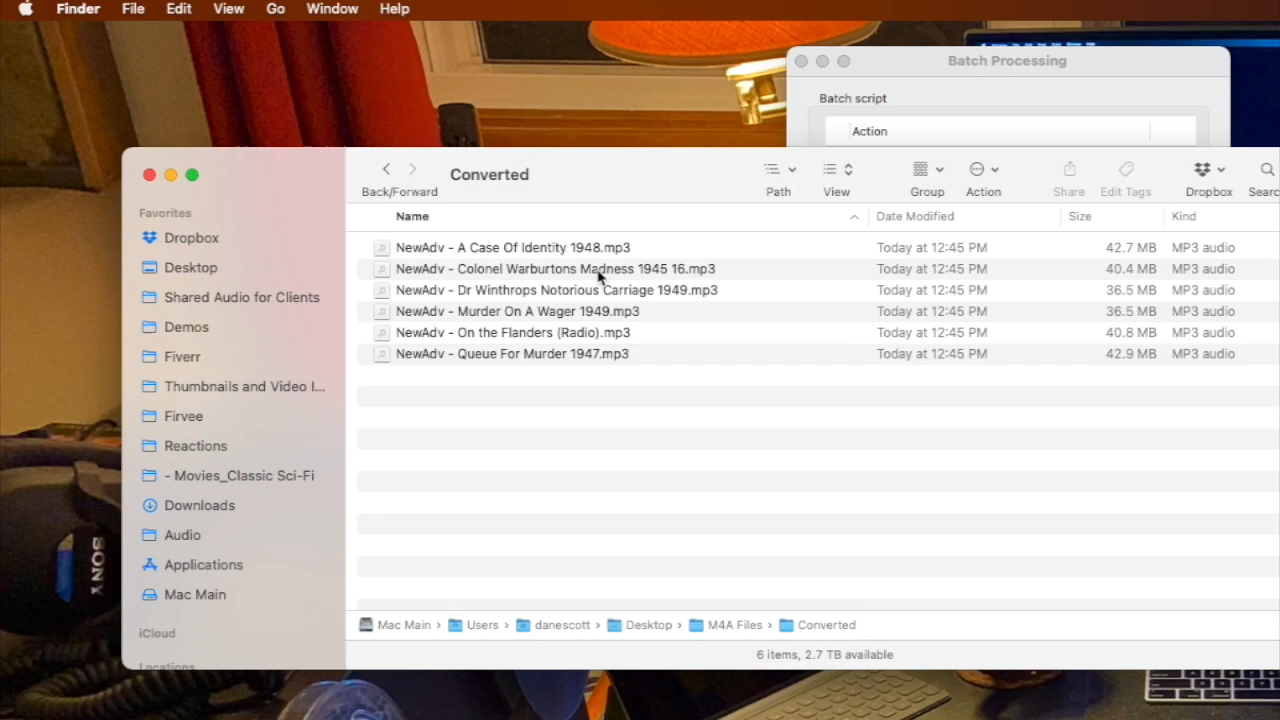 Finder File Edit View Go Window Help
Batch Processing
Batch script
Action
Converted
Back/Forward Path View Group Action Share Edit Tags Dropbox Searc
Name Date Modified Size Kind
NewAdv - A Case Of Identity 1948.mp3 Today at 12:45 PM 42.7 MB MP3 audio
NewAdv - Colonel Warburtons Madness 1945 16.mp3 Today at 12:45 PM 40.4 MB MP3 audio
NewAdv - Dr Winthrops Notorious Carriage 1949.mp3 Today at 12:45 PM 36.5 MB MP3 audio
NewAdv - Murder On A Wager 1949.mp3 Today at 12:45 PM 36.5 MB MP3 audio
NewAdv - On the Flanders (Radio).mp3 Today at 12:45 PM 40.8 MB MP3 audio
NewAdv - Queue For Murder 1947.mp3 Today at 12:45 PM 42.9 MB MP3 audio
Favorites
Dropbox
Desktop
Shared Audio for Clients
Demos
Fiverr
Thumbnails and Video I...
Firvee
Reactions
- Movies_Classic Sci-Fi
Downloads
Audio
Applications
Mac Main
iCloud
Locations
Mac Main › Users › danescott › Desktop › M4A Files › Converted
6 items, 2.7 TB available
SONY